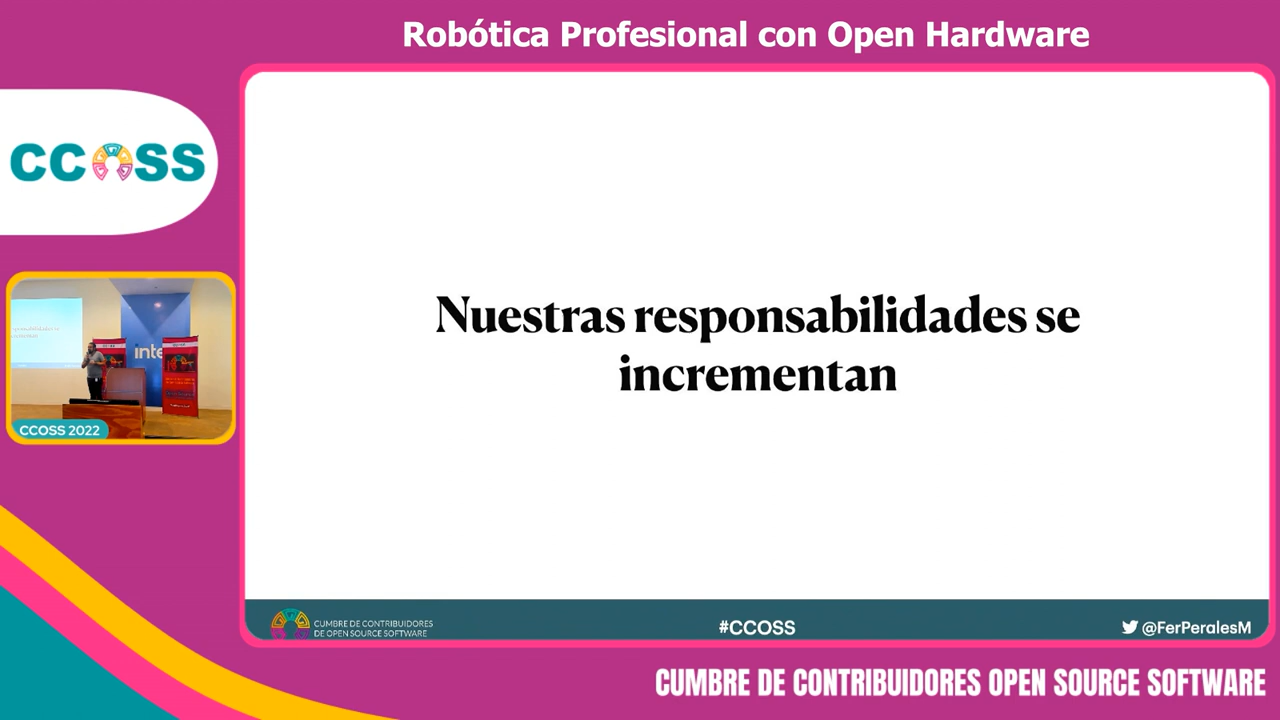 Robótica Profesional con Open Hardware
CCOSS
Nuestras responsabilidades se
incrementan
inte
CCOSS 2022
CUMBRE DE CONTRIBUIDORES
DE OPEN SOURCE SOFTWARE
#CCOSS
@FerPeralesM
CUMBRE DE CONTRIBUIDORES OPEN SOURCE SOFTWARE